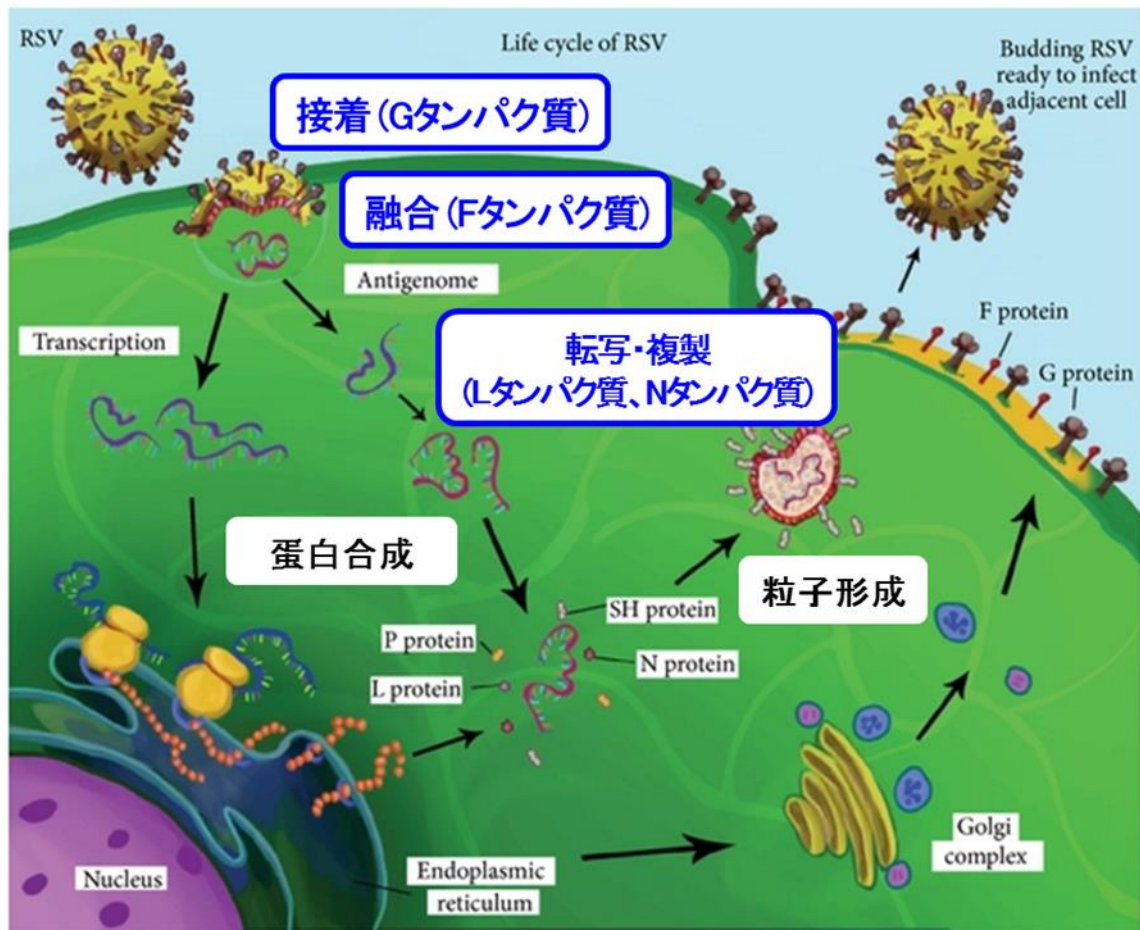 RSV
Life cycle of RSV
Budding RSV
ready to infect
adjacent cell
接着(Gタンパク質)
融合(Fタンパク質)
Antigenome
Transcription
転写・複製
(Lタンパク質、Nタンパク質)
F protein
G protein
蛋白合成
粒子形成
SH protein
P protein
N protein
L protein
Golgi
complex
Endoplasmic
reticulum
Nucleus